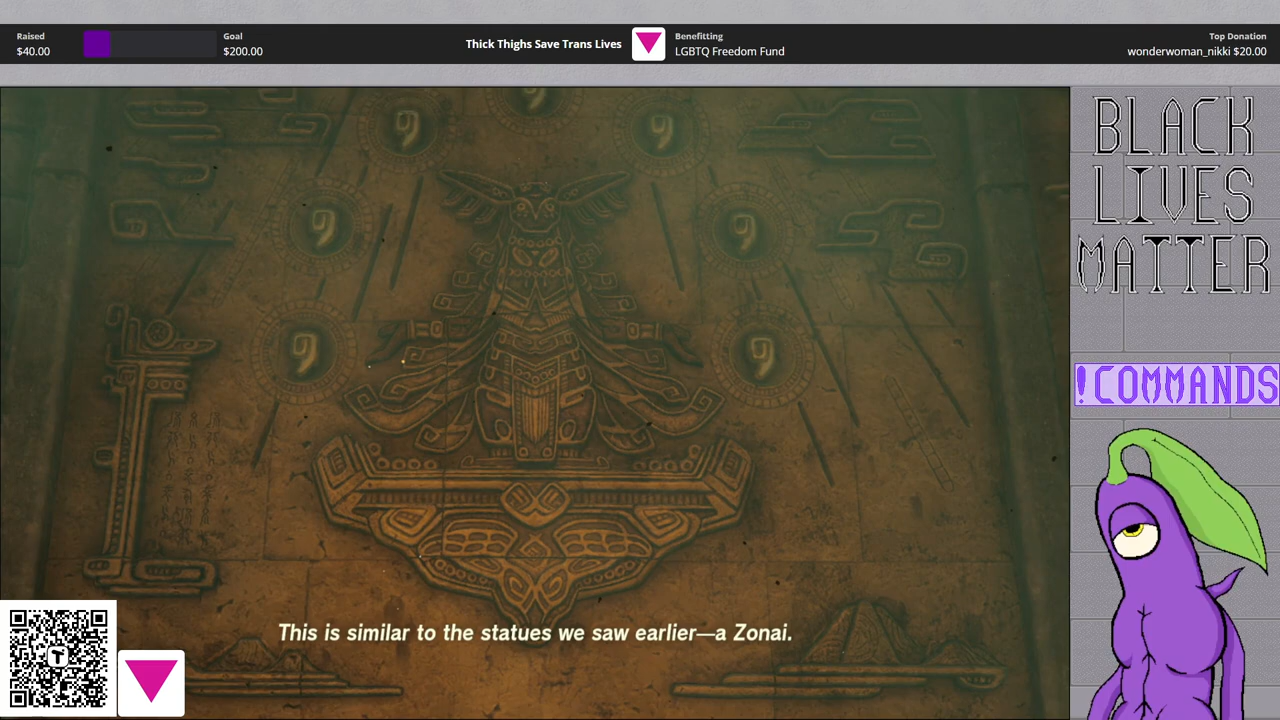 Raised
$40.00
Goal
$200.00
Thick Thighs Save Trans Lives
Benefitting
LGBTQ Freedom Fund
Top Donation
wonderwoman_nikki $20.00
BLACK
LIVES
MATTER
!COMMANDS
This is similar to the statues we saw earlier—a Zonai.
T